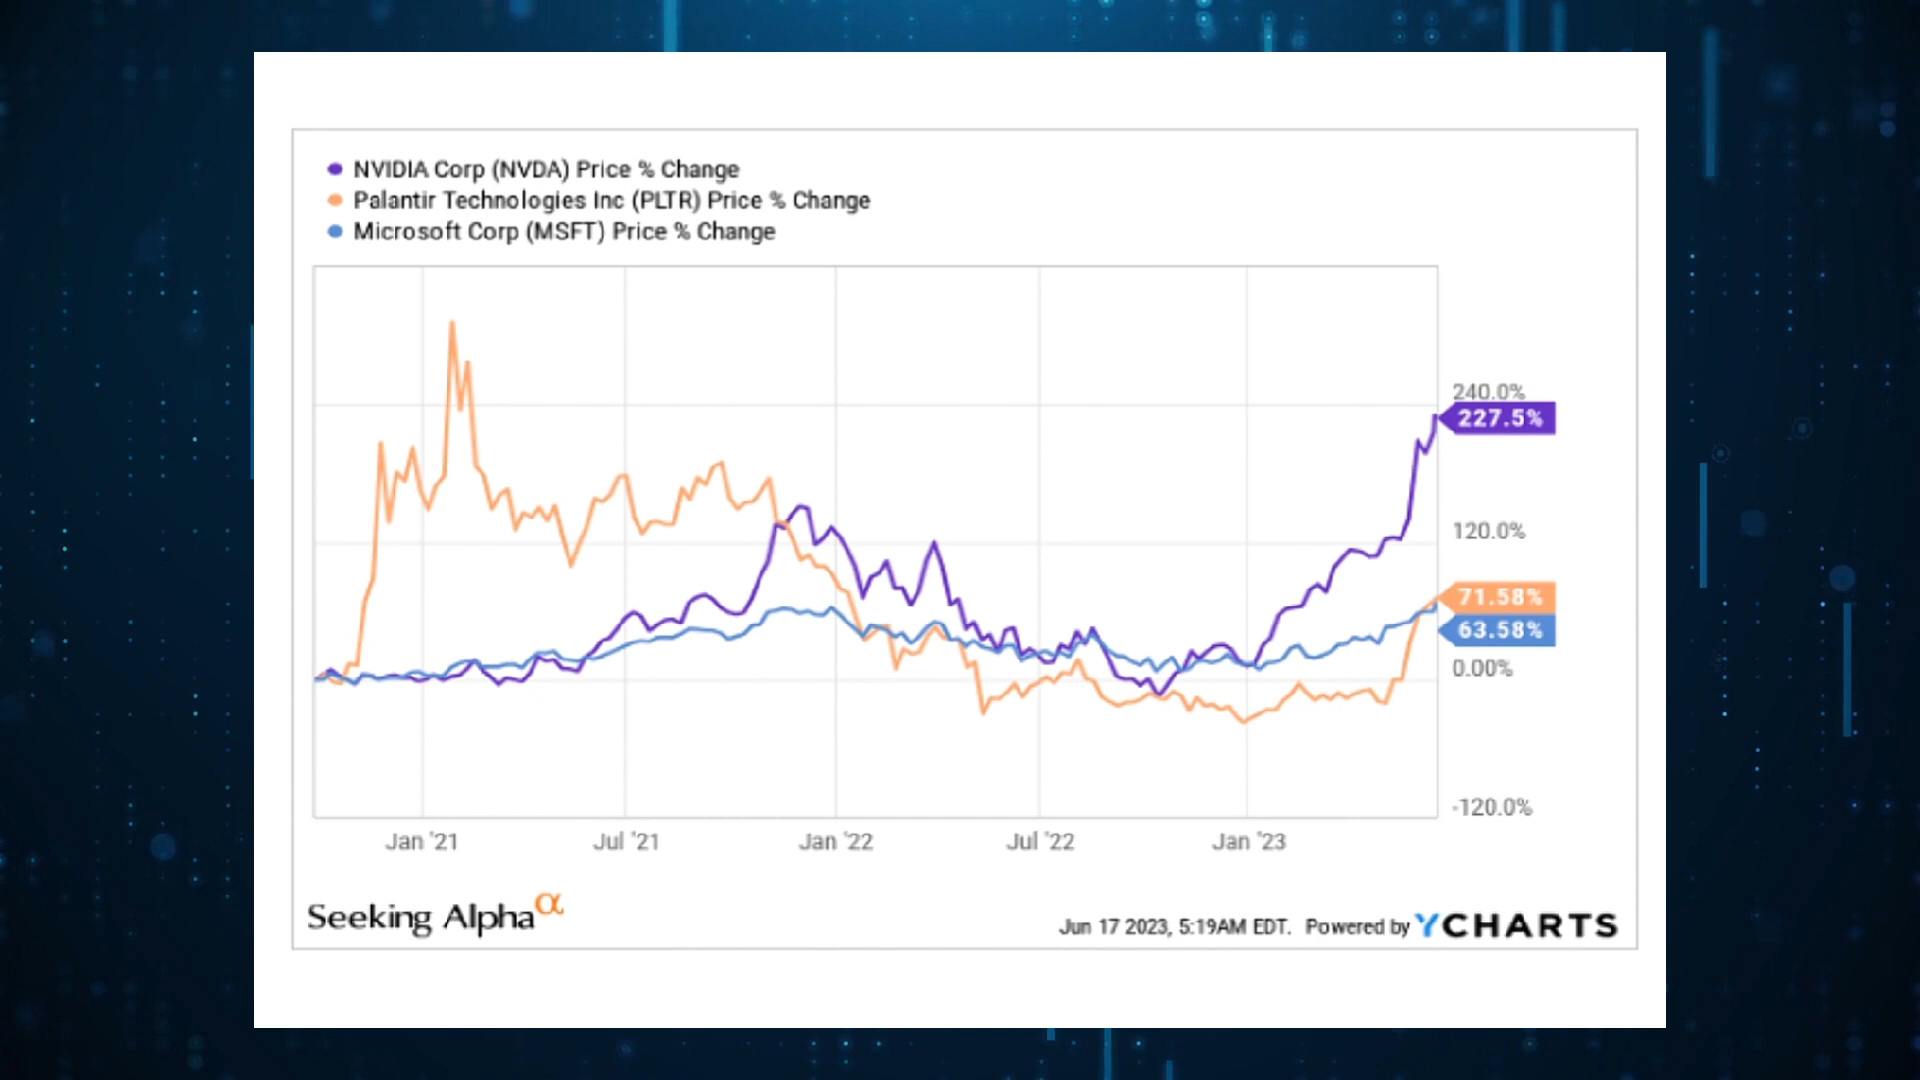 NVIDIA Corp (NVDA) Price % Change
Palantir Technologies Inc (PLTR) Price % Change
Microsoft Corp (MSFT) Price % Change
240.0%
227.5%
120.0%
71.58%
63.58%
0.00%
-120.0%
Jan '21 Jul '21 Jan '22 Jul '22 Jan '23
Seeking Alpha α
Jun 17 2023, 5:19AM EDT. Powered by YCHARTS